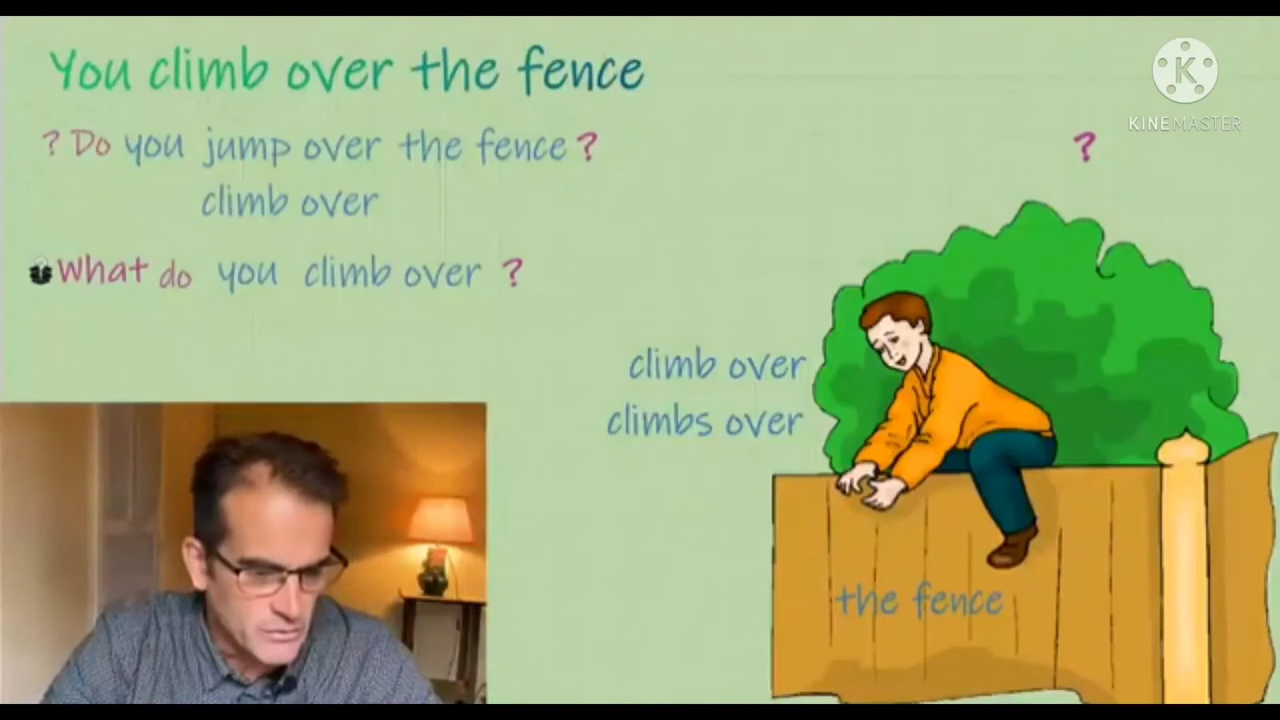 You climb over the fence
? Do you jump over the fence ?
climb over
What do you climb over ?
?
climb over
climbs over
the fence
K
KINEMASTER